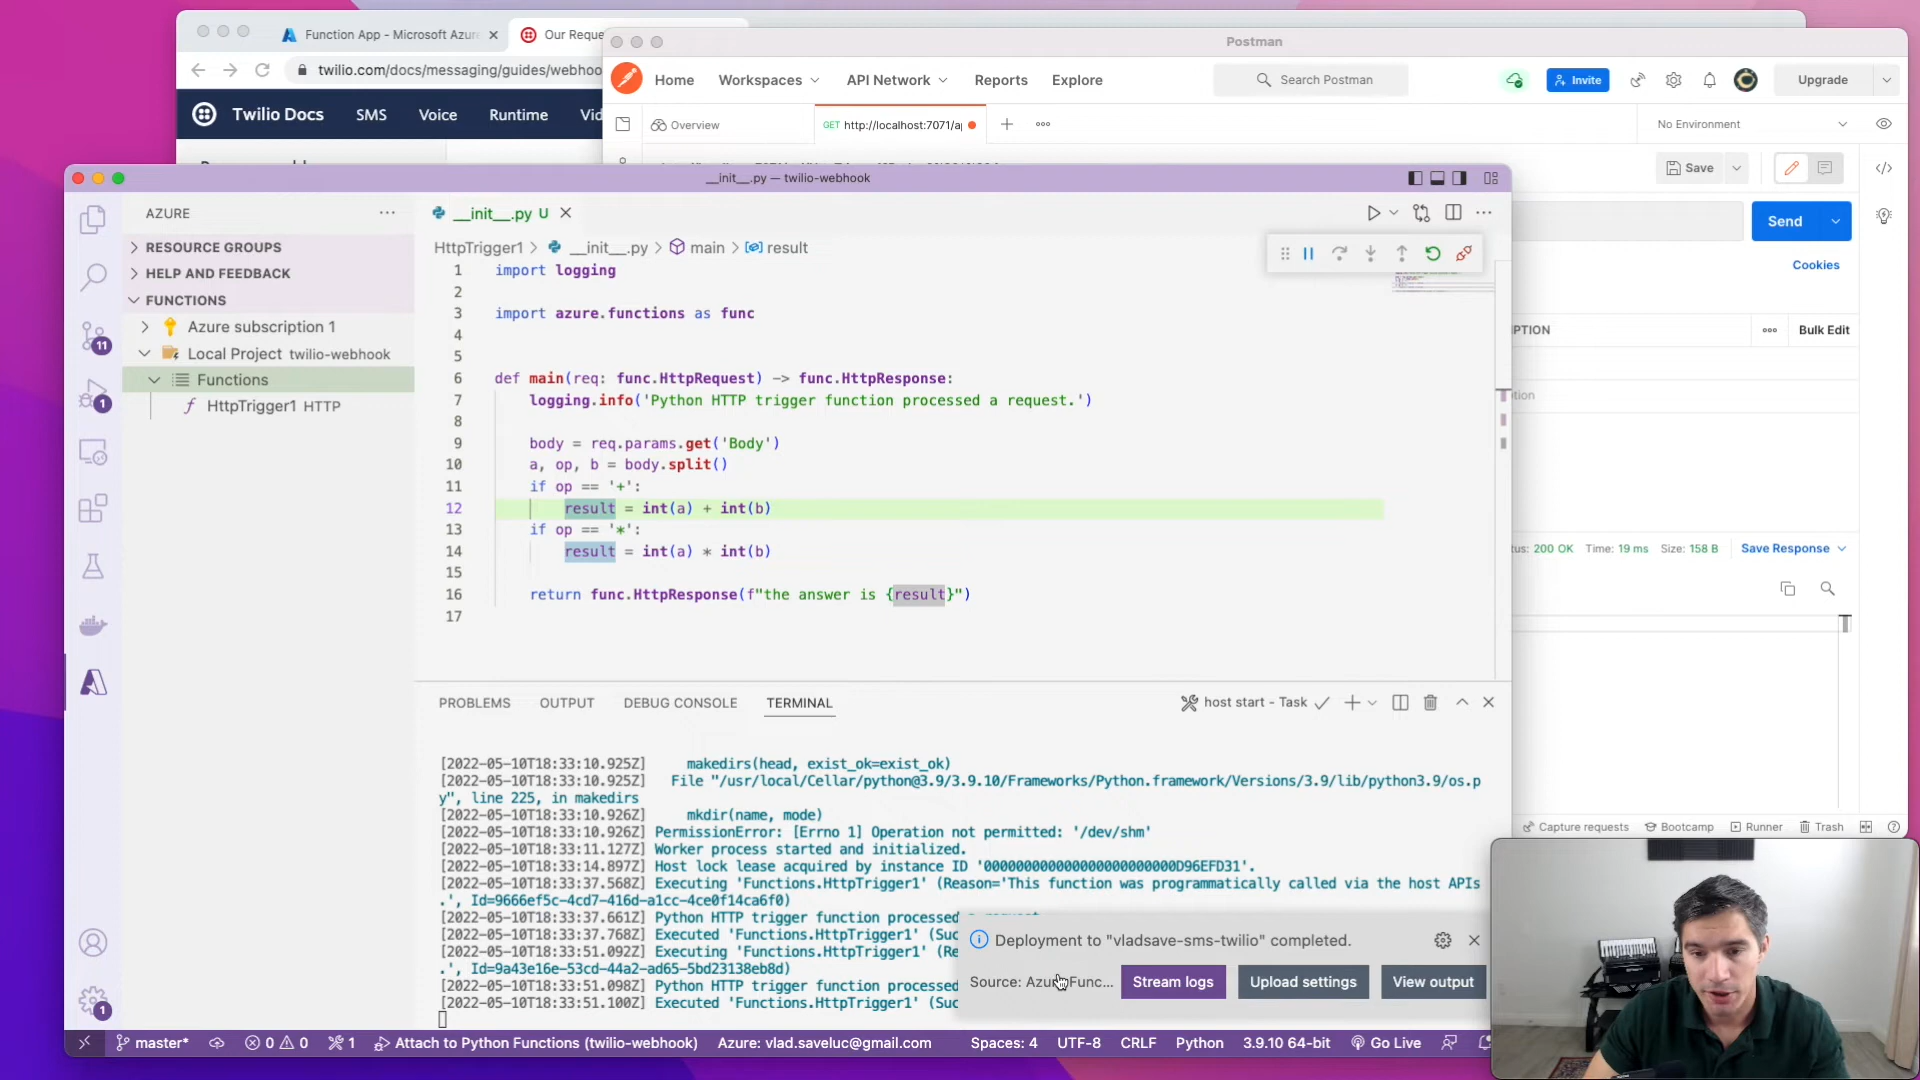 Function App - Microsoft Azur
Our Reque
twilio.com/docs/messaging/guides/webhoo
Twilio Docs
SMS
Voice
Runtime
Vid
Postman
Home
Workspaces
API Network
Reports
Explore
Search Postman
Invite
Upgrade
Overview
GET http://localhost:7071/a
No Environment
Save
Send
Cookies
PTION
Bulk Edit
tion
tus: 200 OK Time: 19 ms Size: 158 B Save Response
Capture requests
Bootcamp
Runner
Trash
__init__.py — twilio-webhook
AZURE
RESOURCE GROUPS
HELP AND FEEDBACK
FUNCTIONS
Azure subscription 1
Local Project twilio-webhook
Functions
HttpTrigger1 HTTP
11
1
1
__init__.py U
HttpTrigger1 > __init__.py > main > result
1 import logging
2
3 import azure.functions as func
4
5
6 def main(req: func.HttpRequest) -> func.HttpResponse:
7 logging.info('Python HTTP trigger function processed a request.')
8
9 body = req.params.get('Body')
10 a, op, b = body.split()
11 if op == '+':
12 result = int(a) + int(b)
13 if op == '*':
14 result = int(a) * int(b)
15
16 return func.HttpResponse(f"the answer is {result}")
17
PROBLEMS
OUTPUT
DEBUG CONSOLE
TERMINAL
host start - Task
[2022-05-10T18:33:10.925Z] makedirs(head, exist_ok=exist_ok)
[2022-05-10T18:33:10.925Z] File "/usr/local/Cellar/python@3.9/3.9.10/Frameworks/Python.framework/Versions/3.9/lib/python3.9/os.p
y", line 225, in makedirs
[2022-05-10T18:33:10.926Z] mkdir(name, mode)
[2022-05-10T18:33:10.926Z] PermissionError: [Errno 1] Operation not permitted: '/dev/shm'
[2022-05-10T18:33:11.127Z] Worker process started and initialized.
[2022-05-10T18:33:14.897Z] Host lock lease acquired by instance ID '000000000000000000000000D96EFD31'.
[2022-05-10T18:33:37.568Z] Executing 'Functions.HttpTrigger1' (Reason='This function was programmatically called via the host APIs
.', Id=9666ef5c-4cd7-416d-a1cc-4ce0f14ca6f0)
[2022-05-10T18:33:37.661Z] Python HTTP trigger function processed a request
[2022-05-10T18:33:37.768Z] Executed 'Functions.HttpTrigger1' (Suc
[2022-05-10T18:33:51.092Z] Executing 'Functions.HttpTrigger1' (Re
.', Id=9a43e16e-53cd-44a2-ad65-5bd23138eb8d)
[2022-05-10T18:33:51.098Z] Python HTTP trigger function processed
[2022-05-10T18:33:51.100Z] Executed 'Functions.HttpTrigger1' (Suc
Deployment to "vladsave-sms-twilio" completed.
Source: Azure Func...
Stream logs
Upload settings
View output
master*
0
0
1
Attach to Python Functions (twilio-webhook)
Azure: vlad.saveluc@gmail.com
Spaces: 4
UTF-8
CRLF
Python
3.9.10 64-bit
Go Live